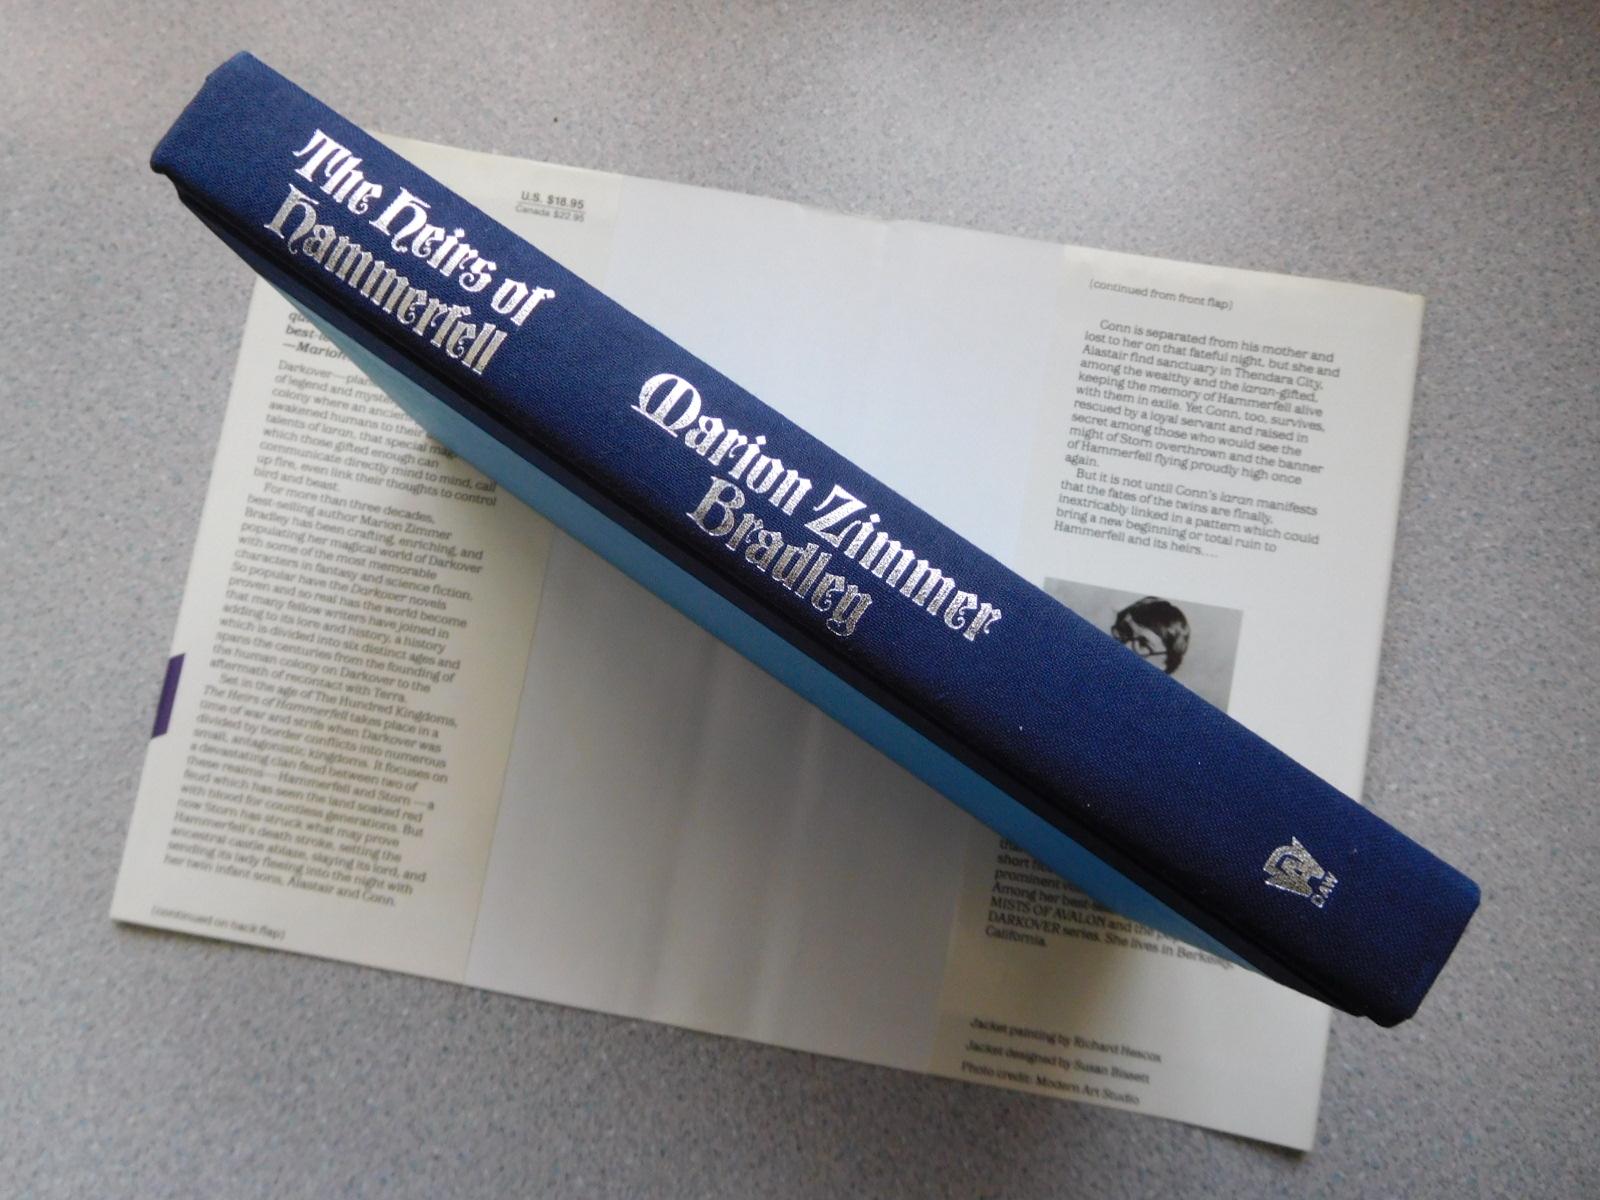 The Heirs of
Hammerfell
Marion Zimmer
Bradley
DAW
U.S. $18.95
Canada $22.95
best-
—Marion
Darkover—
of legend and
colony where an ancient
awakened humans to their
talents of laran, that special
which those gifted enough can
communicate directly mind to mind, call
up fire, even link their thoughts to control
bird and beast.
For more than three decades,
best-selling author Marion Zimmer
Bradley has been crafting, enriching, and
populating her magical world of Darkover
with some of the most memorable
characters in fantasy and science fiction.
So popular have the Darkover novels
proven and so real has the world become
that many fellow writers have joined in
adding to its lore and history, a history
which is divided into six distinct ages and
spans the centuries from the founding of
the human colony on Darkover to the
aftermath of recontact with Terra.
Set in the age of The Hundred Kingdoms,
The Heirs of Hammerfell takes place in a
time of war and strife when Darkover was
divided by border conflicts into numerous
small, antagonistic kingdoms. It focuses on
a devastating clan feud between two of
these realms—Hammerfell and Storn—a
feud which has seen the land soaked red
with blood for countless generations. But
now Storn has struck what may prove
Hammerfell's death stroke, setting the
ancestral castle ablaze, slaying its lord, and
sending its lady fleeing into the night with
her twin infant sons, Alastair and Conn.
(continued on back flap)
(continued from front flap)
Conn is separated from his mother and
lost to her on that fateful night, but she and
Alastair find sanctuary in Thendara City,
among the wealthy and the laran-gifted,
keeping the memory of Hammerfell alive
with them in exile. Yet Conn, too, survives,
rescued by a loyal servant and raised in
secret among those who would see the
might of Storn overthrown and the banner
of Hammerfell flying proudly high once
again.
But it is not until Conn's laran manifests
that the fates of the twins are finally,
inextricably linked in a pattern which could
bring a new beginning or total ruin to
Hammerfell and its heirs....
short
prominent
Among her best-
MISTS OF AVALON and the
DARKOVER series. She lives in Berkeley,
California.
Jacket painting by Richard Hescox
Jacket designed by Susan Bissett
Photo credit: Modern Art Studio